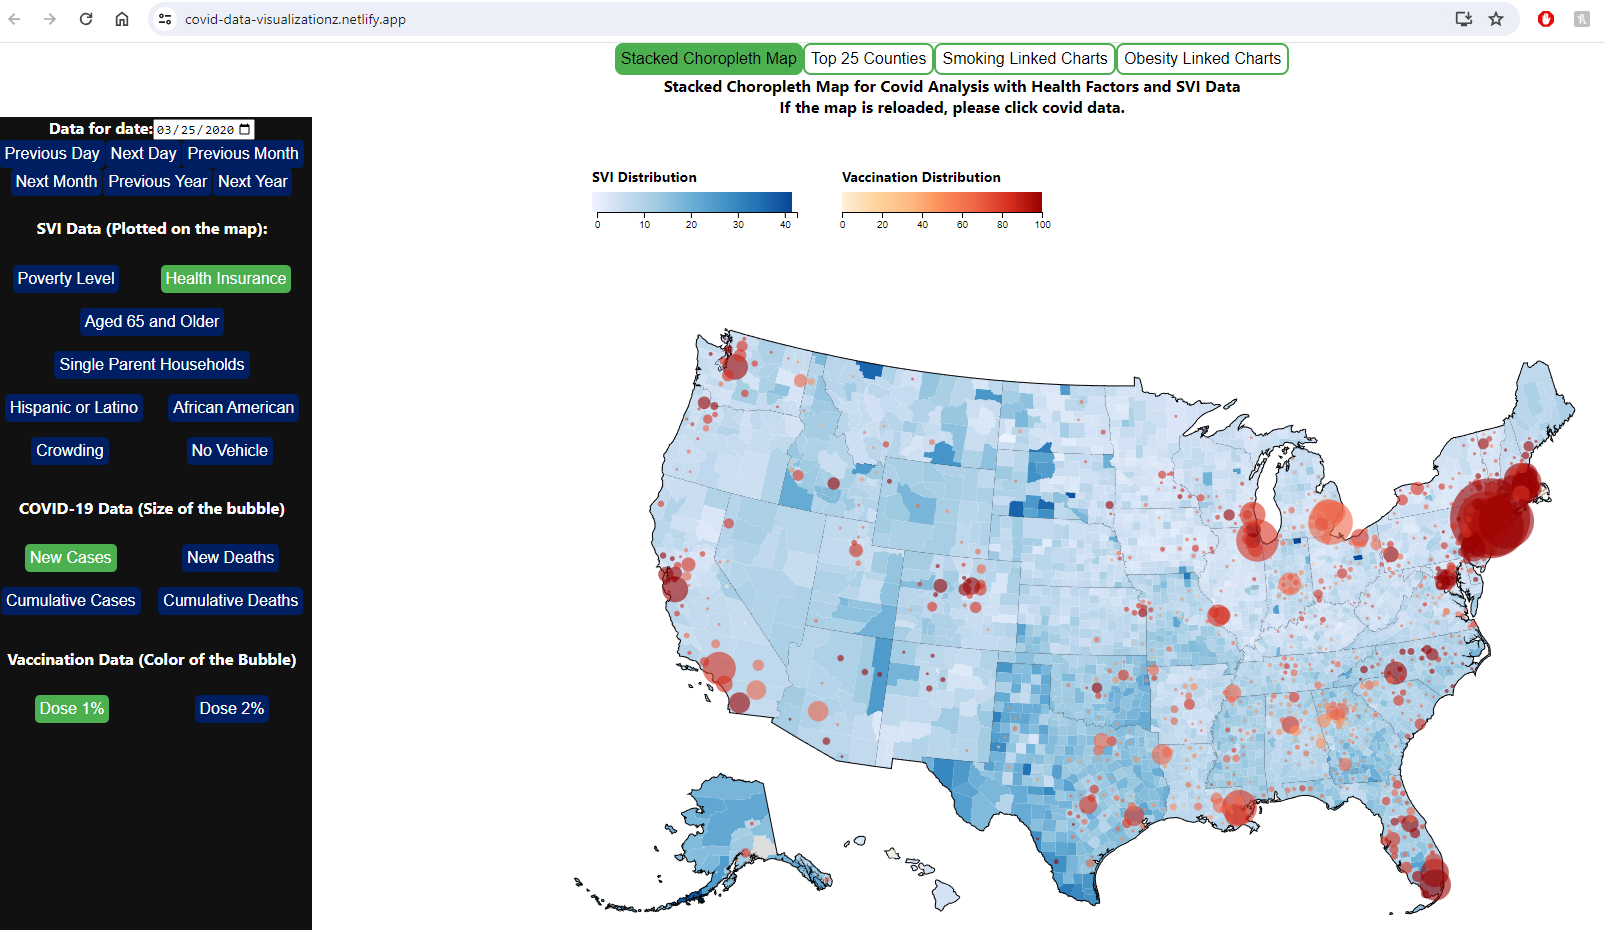 covid-data-visualizationz.netlify.app
Stacked Choropleth Map Top 25 Counties Smoking Linked Charts Obesity Linked Charts
Stacked Choropleth Map for Covid Analysis with Health Factors and SVI Data
If the map is reloaded, please click covid data.
Data for date: 03/25/2020
Previous Day Next Day Previous Month
Next Month Previous Year Next Year
SVI Data (Plotted on the map):
Poverty Level Health Insurance
Aged 65 and Older
Single Parent Households
Hispanic or Latino African American
Crowding No Vehicle
COVID-19 Data (Size of the bubble)
New Cases New Deaths
Cumulative Cases Cumulative Deaths
Vaccination Data (Color of the Bubble)
Dose 1% Dose 2%
SVI Distribution
0 10 20 30 40
Vaccination Distribution
0 20 40 60 80 100